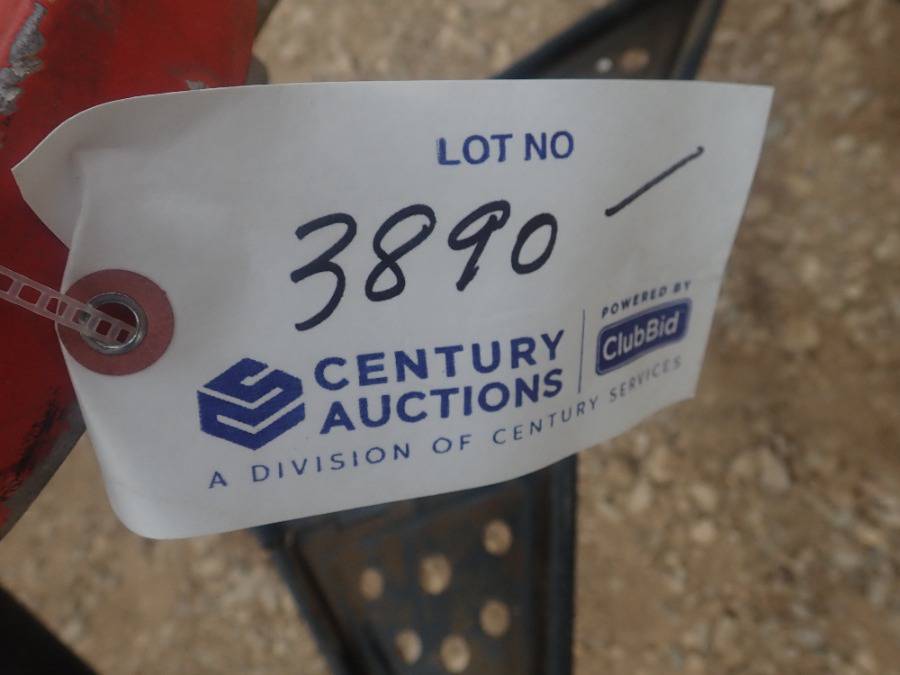 LOT NO
3890 —
CENTURY
AUCTIONS
POWERED BY
ClubBid
A DIVISION OF CENTURY SERVICES